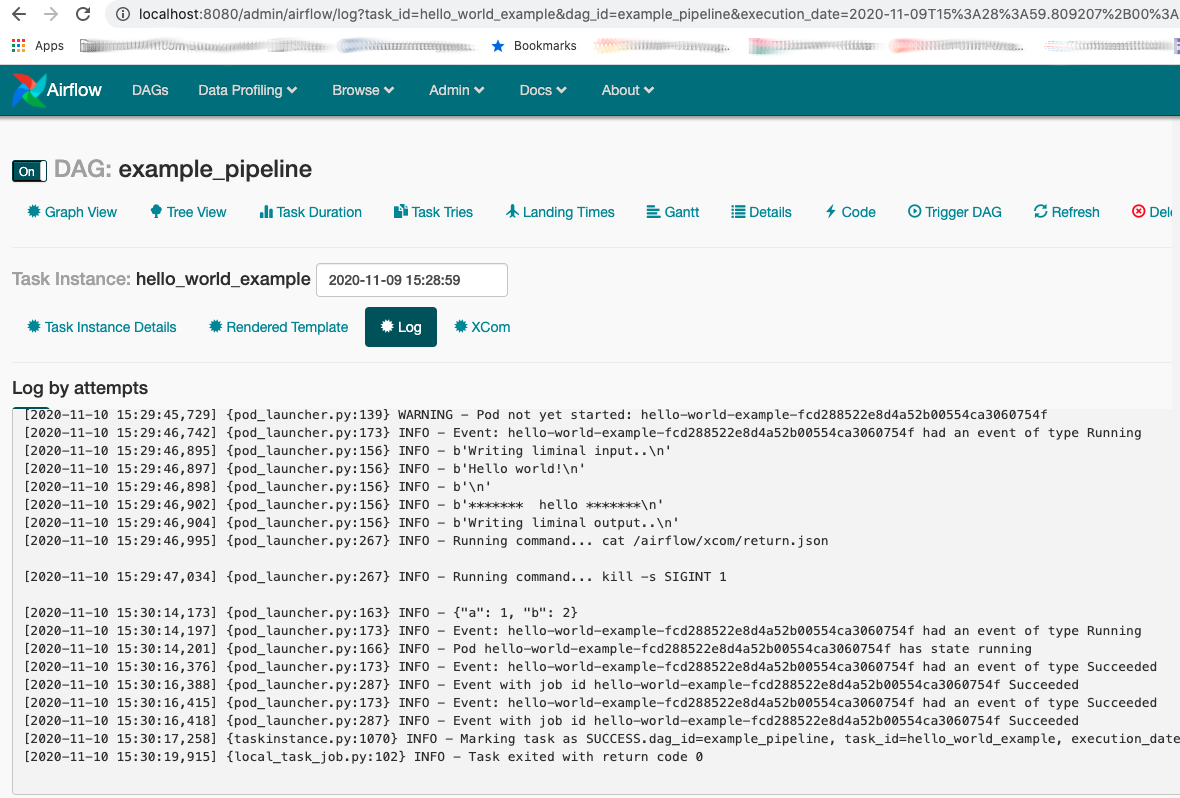 localhost:8080/admin/airflow/log?task_id=hello_world_example&dag_id=example_pipeline&execution_date=2020-11-09T15%3A28%3A59.809207%2B00%3A
Apps Bookmarks
Airflow DAGs Data Profiling Browse Admin Docs About
On DAG: example_pipeline
Graph View Tree View Task Duration Task Tries Landing Times Gantt Details Code Trigger DAG Refresh Dele
Task Instance: hello_world_example 2020-11-09 15:28:59
Task Instance Details Rendered Template Log XCom
Log by attempts
[2020-11-10 15:29:45,729] {pod_launcher.py:139} WARNING - Pod not yet started: hello-world-example-fcd288522e8d4a52b00554ca3060754f
[2020-11-10 15:29:46,742] {pod_launcher.py:173} INFO - Event: hello-world-example-fcd288522e8d4a52b00554ca3060754f had an event of type Running
[2020-11-10 15:29:46,895] {pod_launcher.py:156} INFO - b'Writing liminal input..\n'
[2020-11-10 15:29:46,897] {pod_launcher.py:156} INFO - b'Hello world!\n'
[2020-11-10 15:29:46,898] {pod_launcher.py:156} INFO - b'\n'
[2020-11-10 15:29:46,902] {pod_launcher.py:156} INFO - b'*******  hello *******\n'
[2020-11-10 15:29:46,904] {pod_launcher.py:156} INFO - b'Writing liminal output..\n'
[2020-11-10 15:29:46,995] {pod_launcher.py:267} INFO - Running command... cat /airflow/xcom/return.json
[2020-11-10 15:29:47,034] {pod_launcher.py:267} INFO - Running command... kill -s SIGINT 1
[2020-11-10 15:30:14,173] {pod_launcher.py:163} INFO - {"a": 1, "b": 2}
[2020-11-10 15:30:14,197] {pod_launcher.py:173} INFO - Event: hello-world-example-fcd288522e8d4a52b00554ca3060754f had an event of type Running
[2020-11-10 15:30:14,201] {pod_launcher.py:166} INFO - Pod hello-world-example-fcd288522e8d4a52b00554ca3060754f has state running
[2020-11-10 15:30:16,376] {pod_launcher.py:173} INFO - Event: hello-world-example-fcd288522e8d4a52b00554ca3060754f had an event of type Succeeded
[2020-11-10 15:30:16,388] {pod_launcher.py:287} INFO - Event with job id hello-world-example-fcd288522e8d4a52b00554ca3060754f Succeeded
[2020-11-10 15:30:16,415] {pod_launcher.py:173} INFO - Event: hello-world-example-fcd288522e8d4a52b00554ca3060754f had an event of type Succeeded
[2020-11-10 15:30:16,418] {pod_launcher.py:287} INFO - Event with job id hello-world-example-fcd288522e8d4a52b00554ca3060754f Succeeded
[2020-11-10 15:30:17,258] {taskinstance.py:1070} INFO - Marking task as SUCCESS.dag_id=example_pipeline, task_id=hello_world_example, execution_date
[2020-11-10 15:30:19,915] {local_task_job.py:102} INFO - Task exited with return code 0